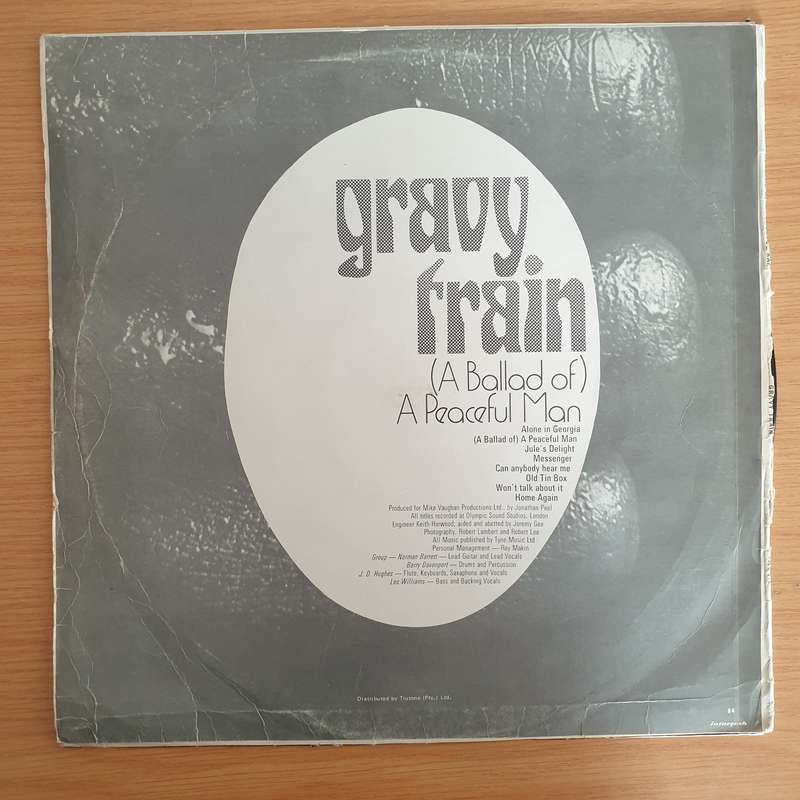 gravy
train
(A Ballad of)
A Peaceful Man
Alone in Georgia
(A Ballad of) A Peaceful Man
Jule's Delight
Messenger
Can anybody hear me
Old Tin Box
Won't talk about it
Home Again
Produced for Mike Vaughan Productions Ltd., by Jonathan Peel
All titles recorded at Olympic Sound Studios, London
Engineer Keith Harwood, aided and abetted by Jeremy Gee
Photography, Robert Lambert and Robert Lee
All Music published by Tyne Music Ltd
Personal Management — Ray Makin
Group — Norman Barrett — Lead Guitar and Lead Vocals
Barry Davenport — Drums and Percussion
J. D. Hughes — Flute, Keyboards, Saxophone and Vocals
Les Williams — Bass and Backing Vocals
Distributed by Trutone (Pty.) Ltd.
Interpak
GRAVY TRAIN